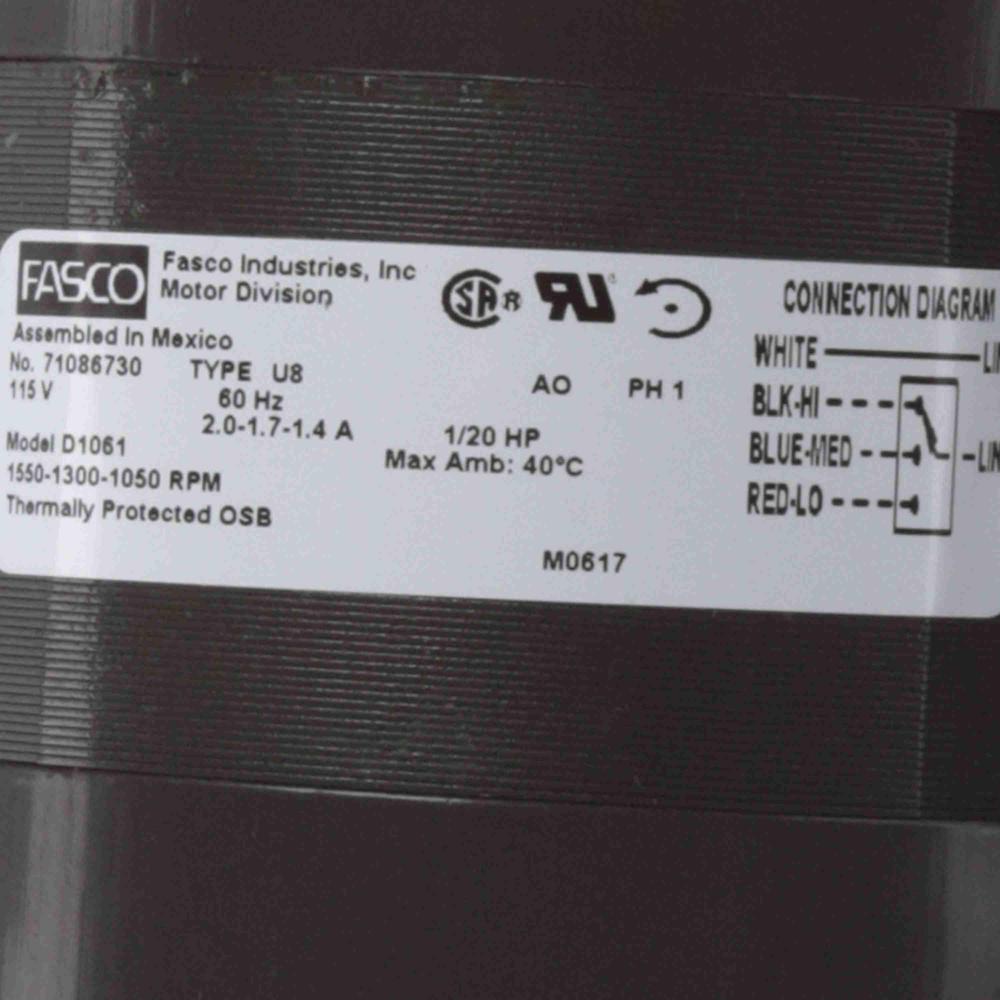 FASCO
Fasco Industries, Inc
Motor Division
Assembled In Mexico
No. 71086730 TYPE U8
115 V 60 Hz AO PH 1
2.0-1.7-1.4 A
Model D1061 1/20 HP
1550-1300-1050 RPM Max Amb: 40°C
Thermally Protected OSB
M0617
CONNECTION DIAGRAM
WHITE
BLK-HI
BLUE-MED
RED-LO